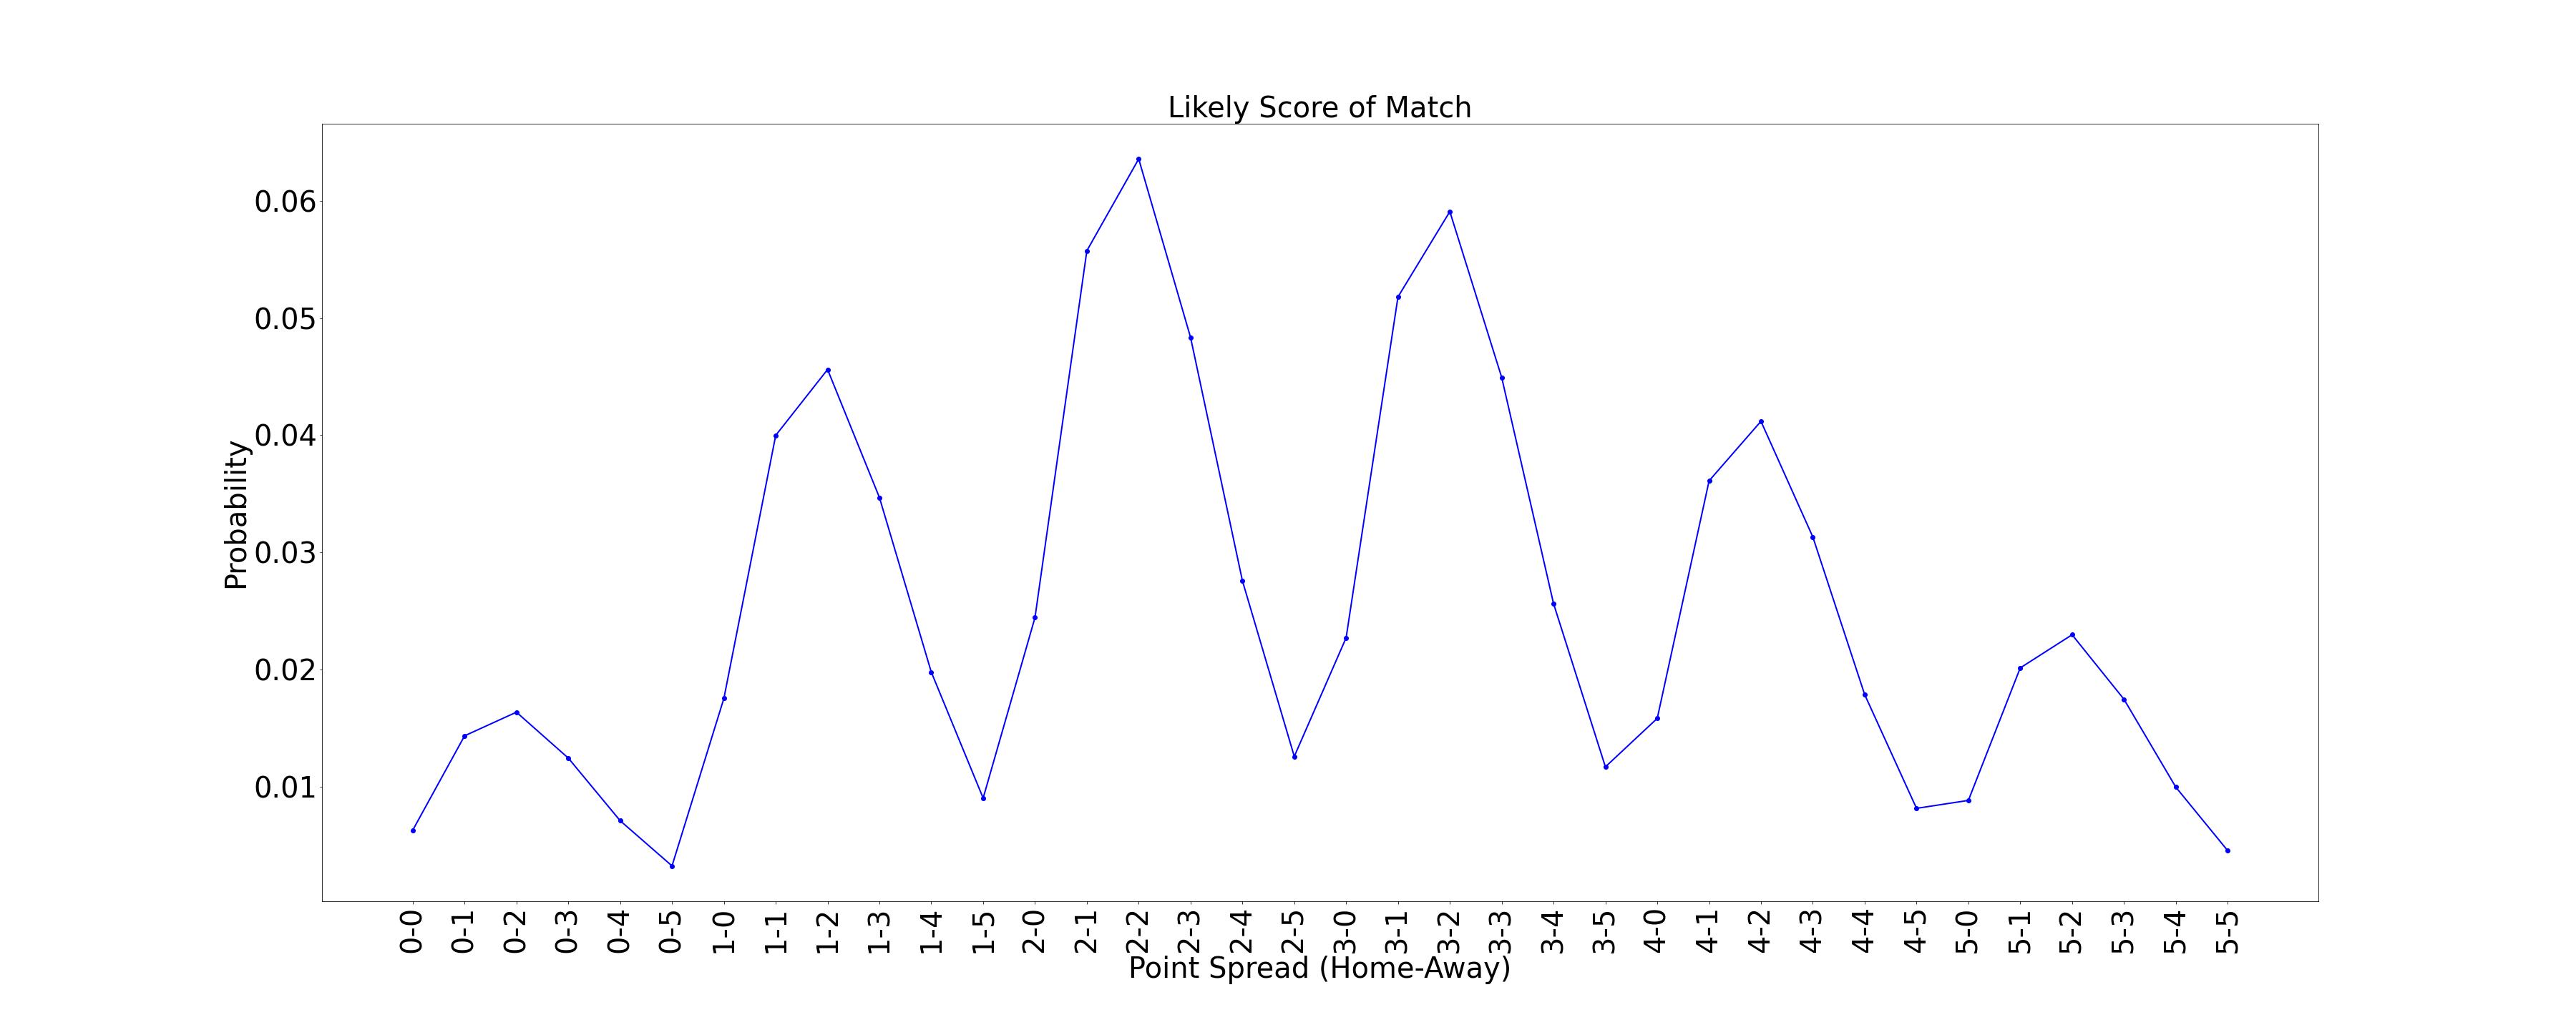 Likely Score of Match
0.06
0.05
0.04
0.03
0.02
0.01
Probability
0-0 0-1 0-2 0-3 0-4 0-5 1-0 1-1 1-2 1-3 1-4 1-5 2-0 2-1 2-2 2-3 2-4 2-5 3-0 3-1 3-2 3-3 3-4 3-5 4-0 4-1 4-2 4-3 4-4 4-5 5-0 5-1 5-2 5-3 5-4 5-5
Point Spread (Home-Away)